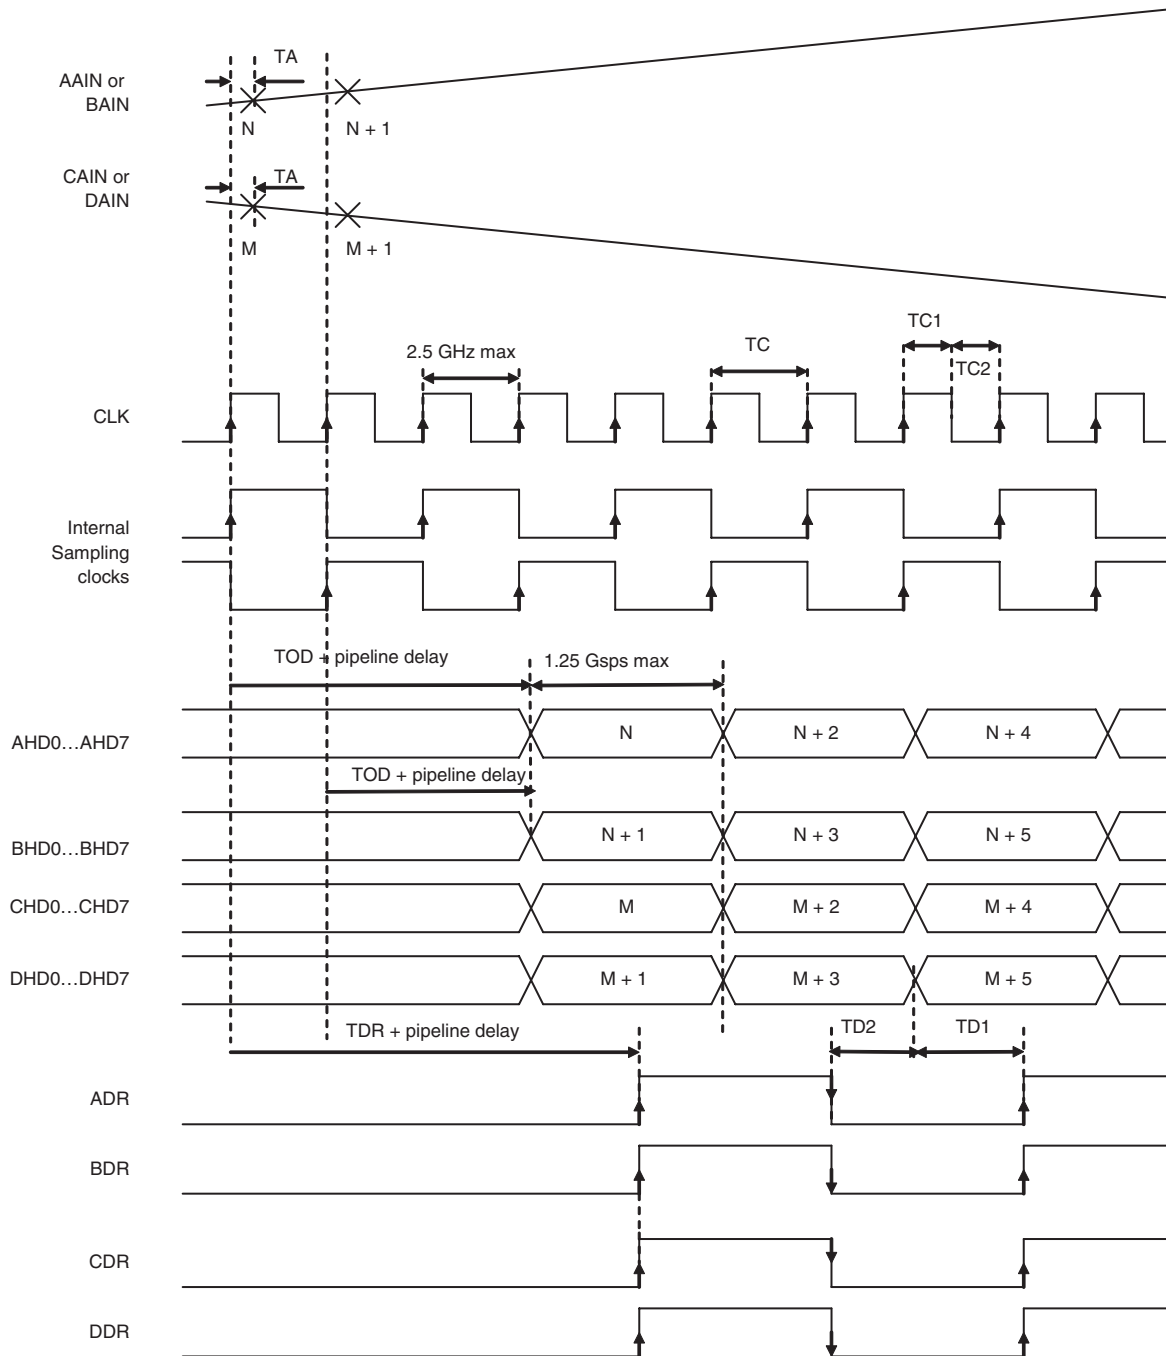 TA
AAIN or
BAIN
N
N + 1
CAIN or
DAIN
TA
M
M + 1
TC1
2.5 GHz max
TC
TC2
CLK
Internal
Sampling
clocks
TOD + pipeline delay
1.25 Gsps max
AHD0…AHD7
N
N + 2
N + 4
TOD + pipeline delay
BHD0…BHD7
N + 1
N + 3
N + 5
CHD0…CHD7
M
M + 2
M + 4
DHD0…DHD7
M + 1
M + 3
M + 5
TDR + pipeline delay
TD2
TD1
ADR
BDR
CDR
DDR